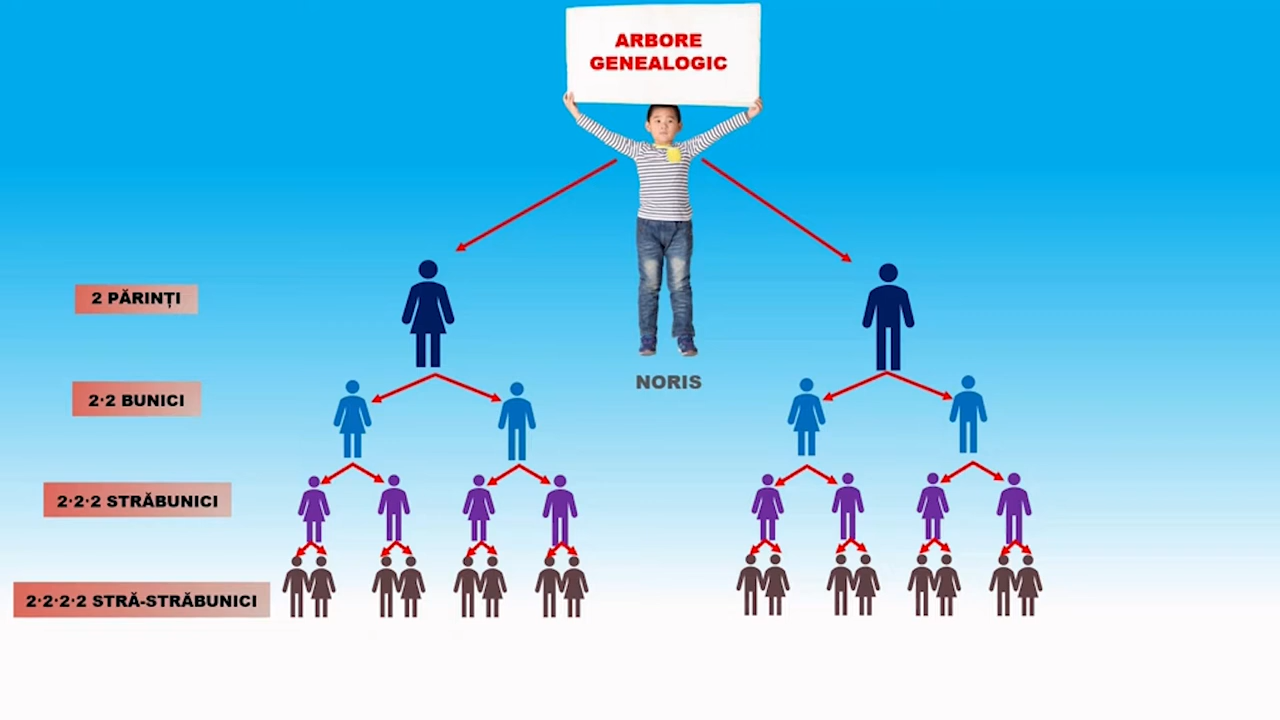 ARBORE
GENEALOGIC
2 PĂRINȚI
NORIS
2·2 BUNICI
2·2·2 STRĂBUNICI
2·2·2·2 STRĂ-STRĂBUNICI